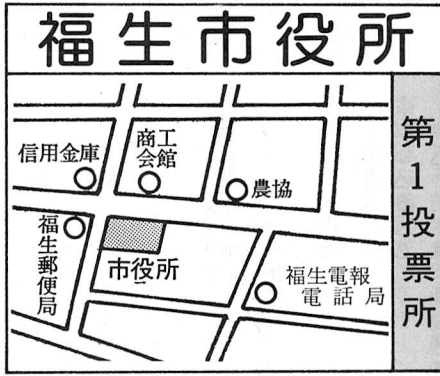 福生市役所
第1投票所
信用金庫
商工
会館
農協
福生郵便局
市役所
福生電報
電話局